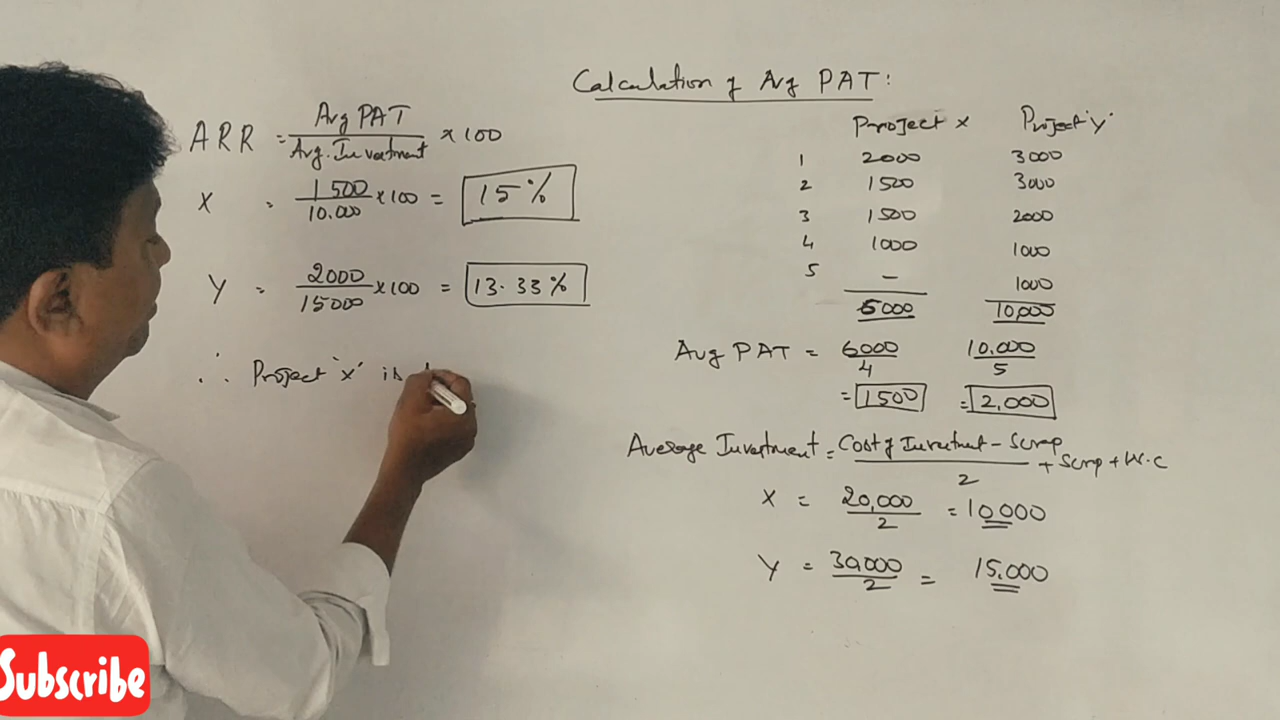 Calculation of Avg PAT:
ARR = Avg PAT / Avg. Investment × 100
X = 1500 / 10.000 × 100 = 15%
Y = 2000 / 15000 × 100 = 13.33%
∴ Project 'x' is
Project x Project 'y'
1 2000 3000
2 1500 3000
3 1500 2000
4 1000 1000
5 – 1000
6000 10,000
Avg PAT = 6000 / 4 10.000 / 5
= 1500 = 2,000
Average Investment = Cost of Investment - Scrap / 2 + Scrap + W.C
X = 20,000 / 2 = 10,000
Y = 30,000 / 2 = 15,000
Subscribe